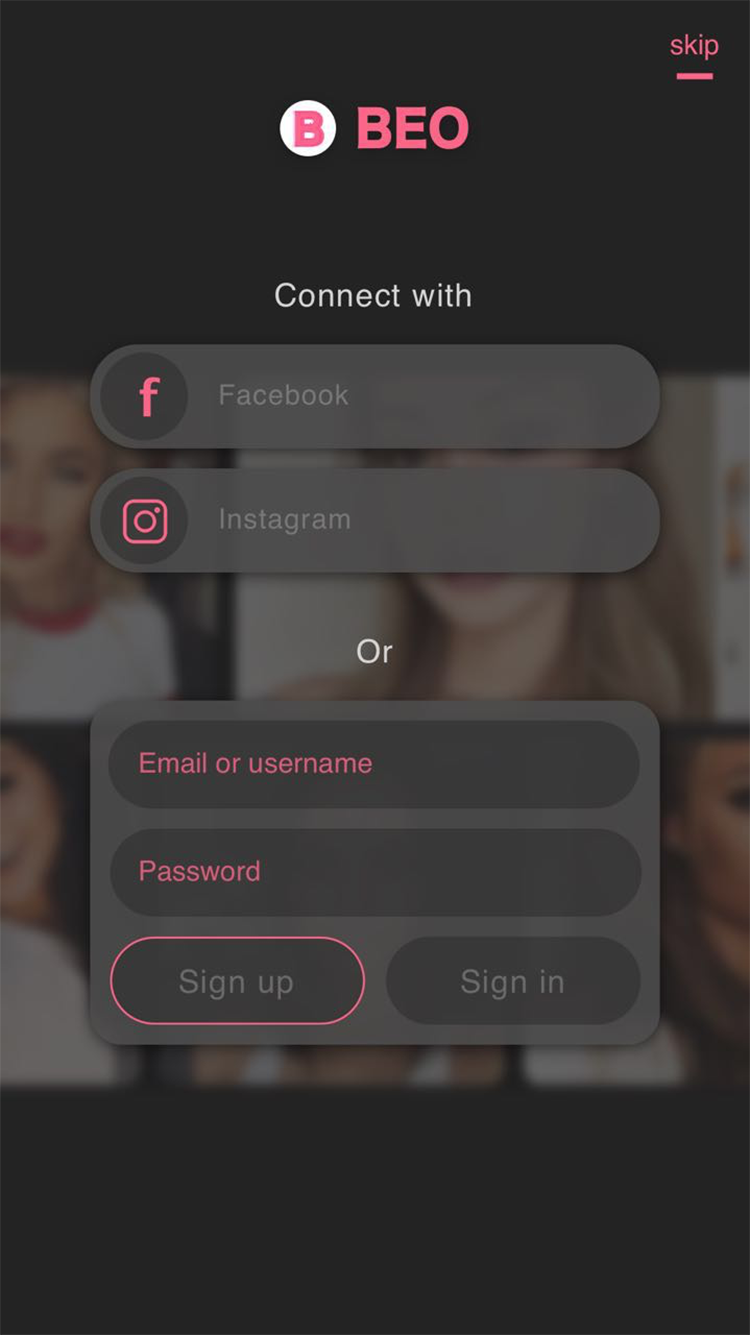 skip
B BEO
Connect with
f Facebook
Instagram
Or
Email or username
Password
Sign up Sign in